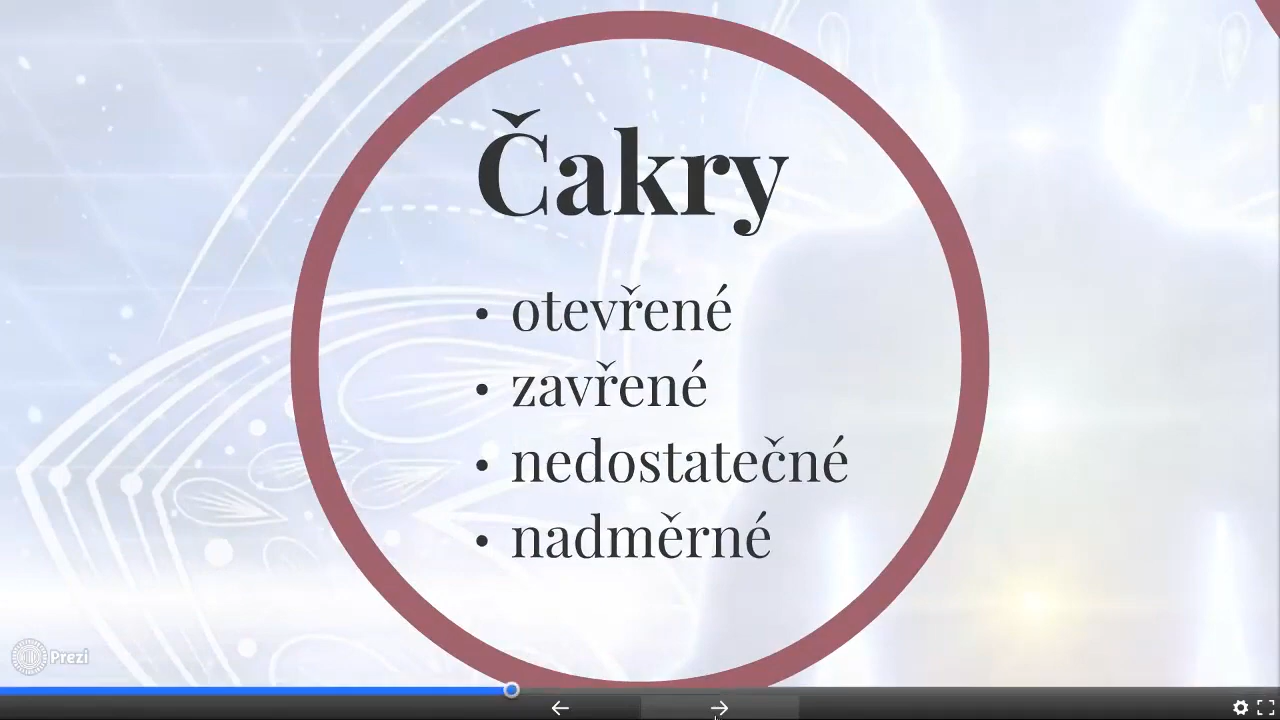 Čakry
• otevřené
• zavřené
• nedostatečné
• nadměrné
Prezi